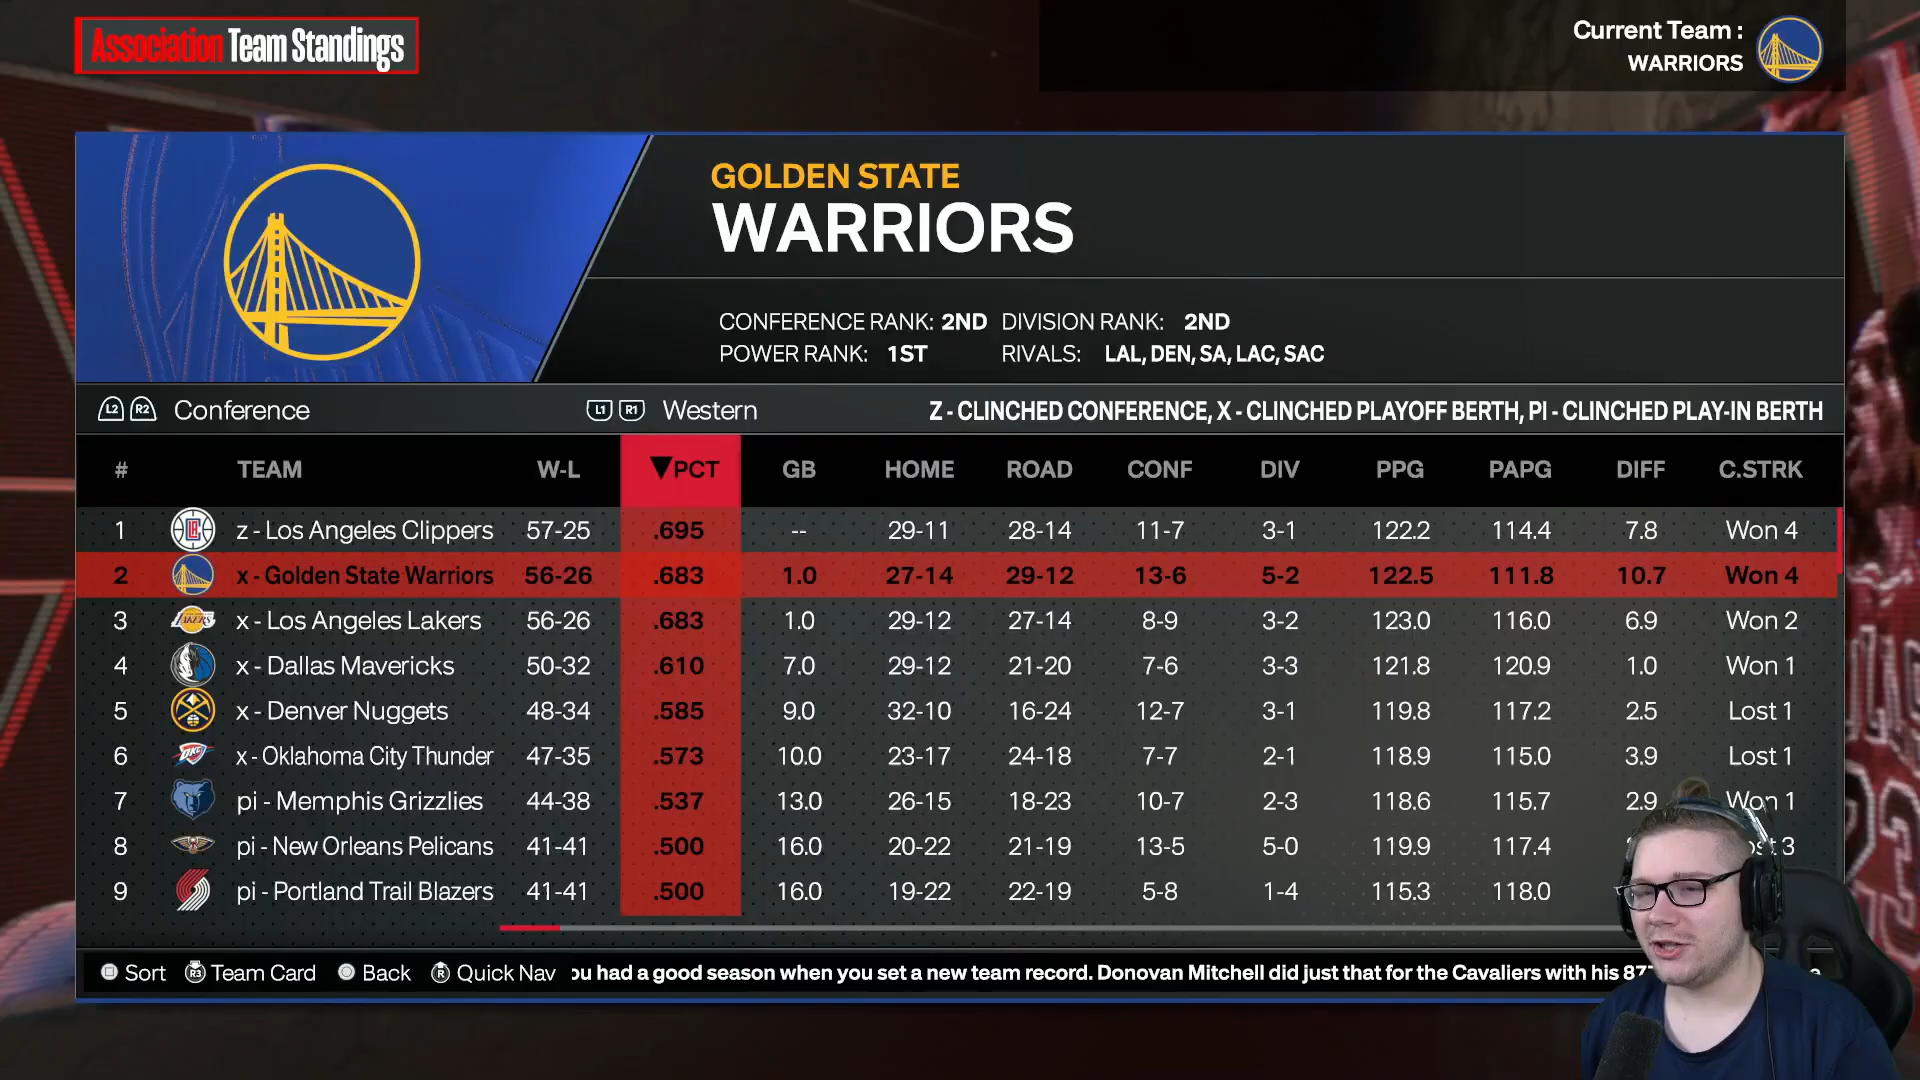 Association Team Standings
Current Team :
WARRIORS
GOLDEN STATE
WARRIORS
CONFERENCE RANK: 2ND DIVISION RANK: 2ND
POWER RANK: 1ST RIVALS: LAL, DEN, SA, LAC, SAC
L2 R2 Conference L1 R1 Western Z - CLINCHED CONFERENCE, X - CLINCHED PLAYOFF BERTH, PI - CLINCHED PLAY-IN BERTH
# TEAM W-L ▼PCT GB HOME ROAD CONF DIV PPG PAPG DIFF C.STRK
1 z - Los Angeles Clippers 57-25 .695 -- 29-11 28-14 11-7 3-1 122.2 114.4 7.8 Won 4
2 x - Golden State Warriors 56-26 .683 1.0 27-14 29-12 13-6 5-2 122.5 111.8 10.7 Won 4
3 x - Los Angeles Lakers 56-26 .683 1.0 29-12 27-14 8-9 3-2 123.0 116.0 6.9 Won 2
4 x - Dallas Mavericks 50-32 .610 7.0 29-12 21-20 7-6 3-3 121.8 120.9 1.0 Won 1
5 x - Denver Nuggets 48-34 .585 9.0 32-10 16-24 12-7 3-1 119.8 117.2 2.5 Lost 1
6 x - Oklahoma City Thunder 47-35 .573 10.0 23-17 24-18 7-7 2-1 118.9 115.0 3.9 Lost 1
7 pi - Memphis Grizzlies 44-38 .537 13.0 26-15 18-23 10-7 2-3 118.6 115.7 2.9 Won 1
8 pi - New Orleans Pelicans 41-41 .500 16.0 20-22 21-19 13-5 5-0 119.9 117.4 3
9 pi - Portland Trail Blazers 41-41 .500 16.0 19-22 22-19 5-8 1-4 115.3 118.0
Sort R3 Team Card Back R Quick Nav ou had a good season when you set a new team record. Donovan Mitchell did just that for the Cavaliers with his